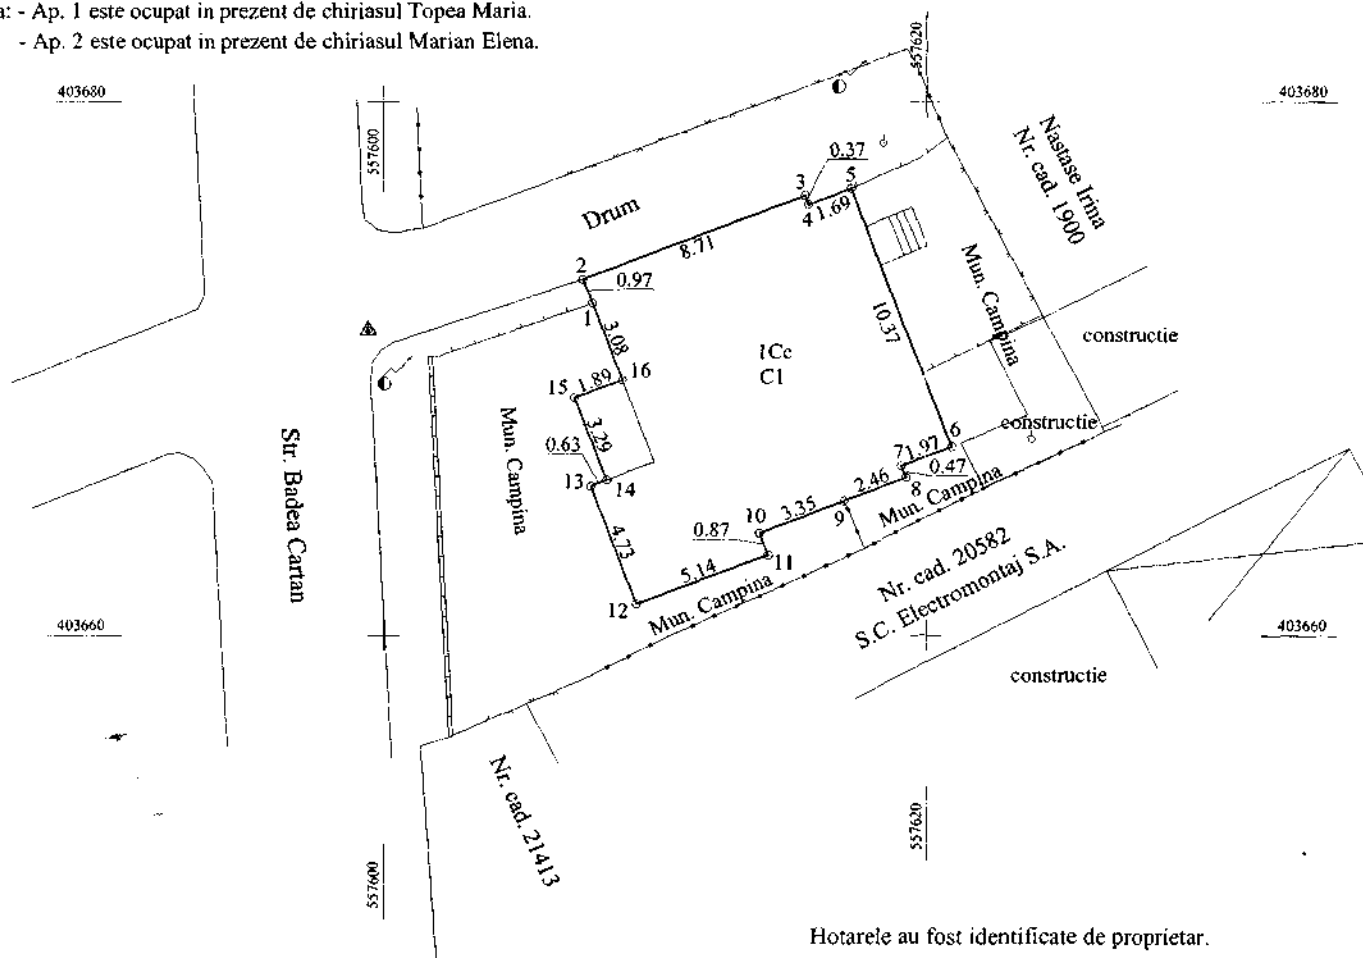 a: - Ap. 1 este ocupat in prezent de chiriasul Topea Maria.
- Ap. 2 este ocupat in prezent de chiriasul Marian Elena.
403680
557600
557620
403680
Nastase Irina
Nr. cad. 1900
Drum
0.37
3
5
4
1.69
8.71
2
0.97
1
3.08
10.37
Mun. Campina
constructie
1Cc
C1
15
1.89
16
Mun. Campina
3.29
0.63
13
14
constructie
6
7
1.97
0.47
8
2.46
9
Mun. Campina
Str. Badea Cartan
4.73
10
3.35
0.87
11
5.14
12
Mun. Campina
Nr. cad. 20582
S.C. Electromontaj S.A.
403660
403660
constructie
Nr. cad. 21413
557600
557620
Hotarele au fost identificate de proprietar.